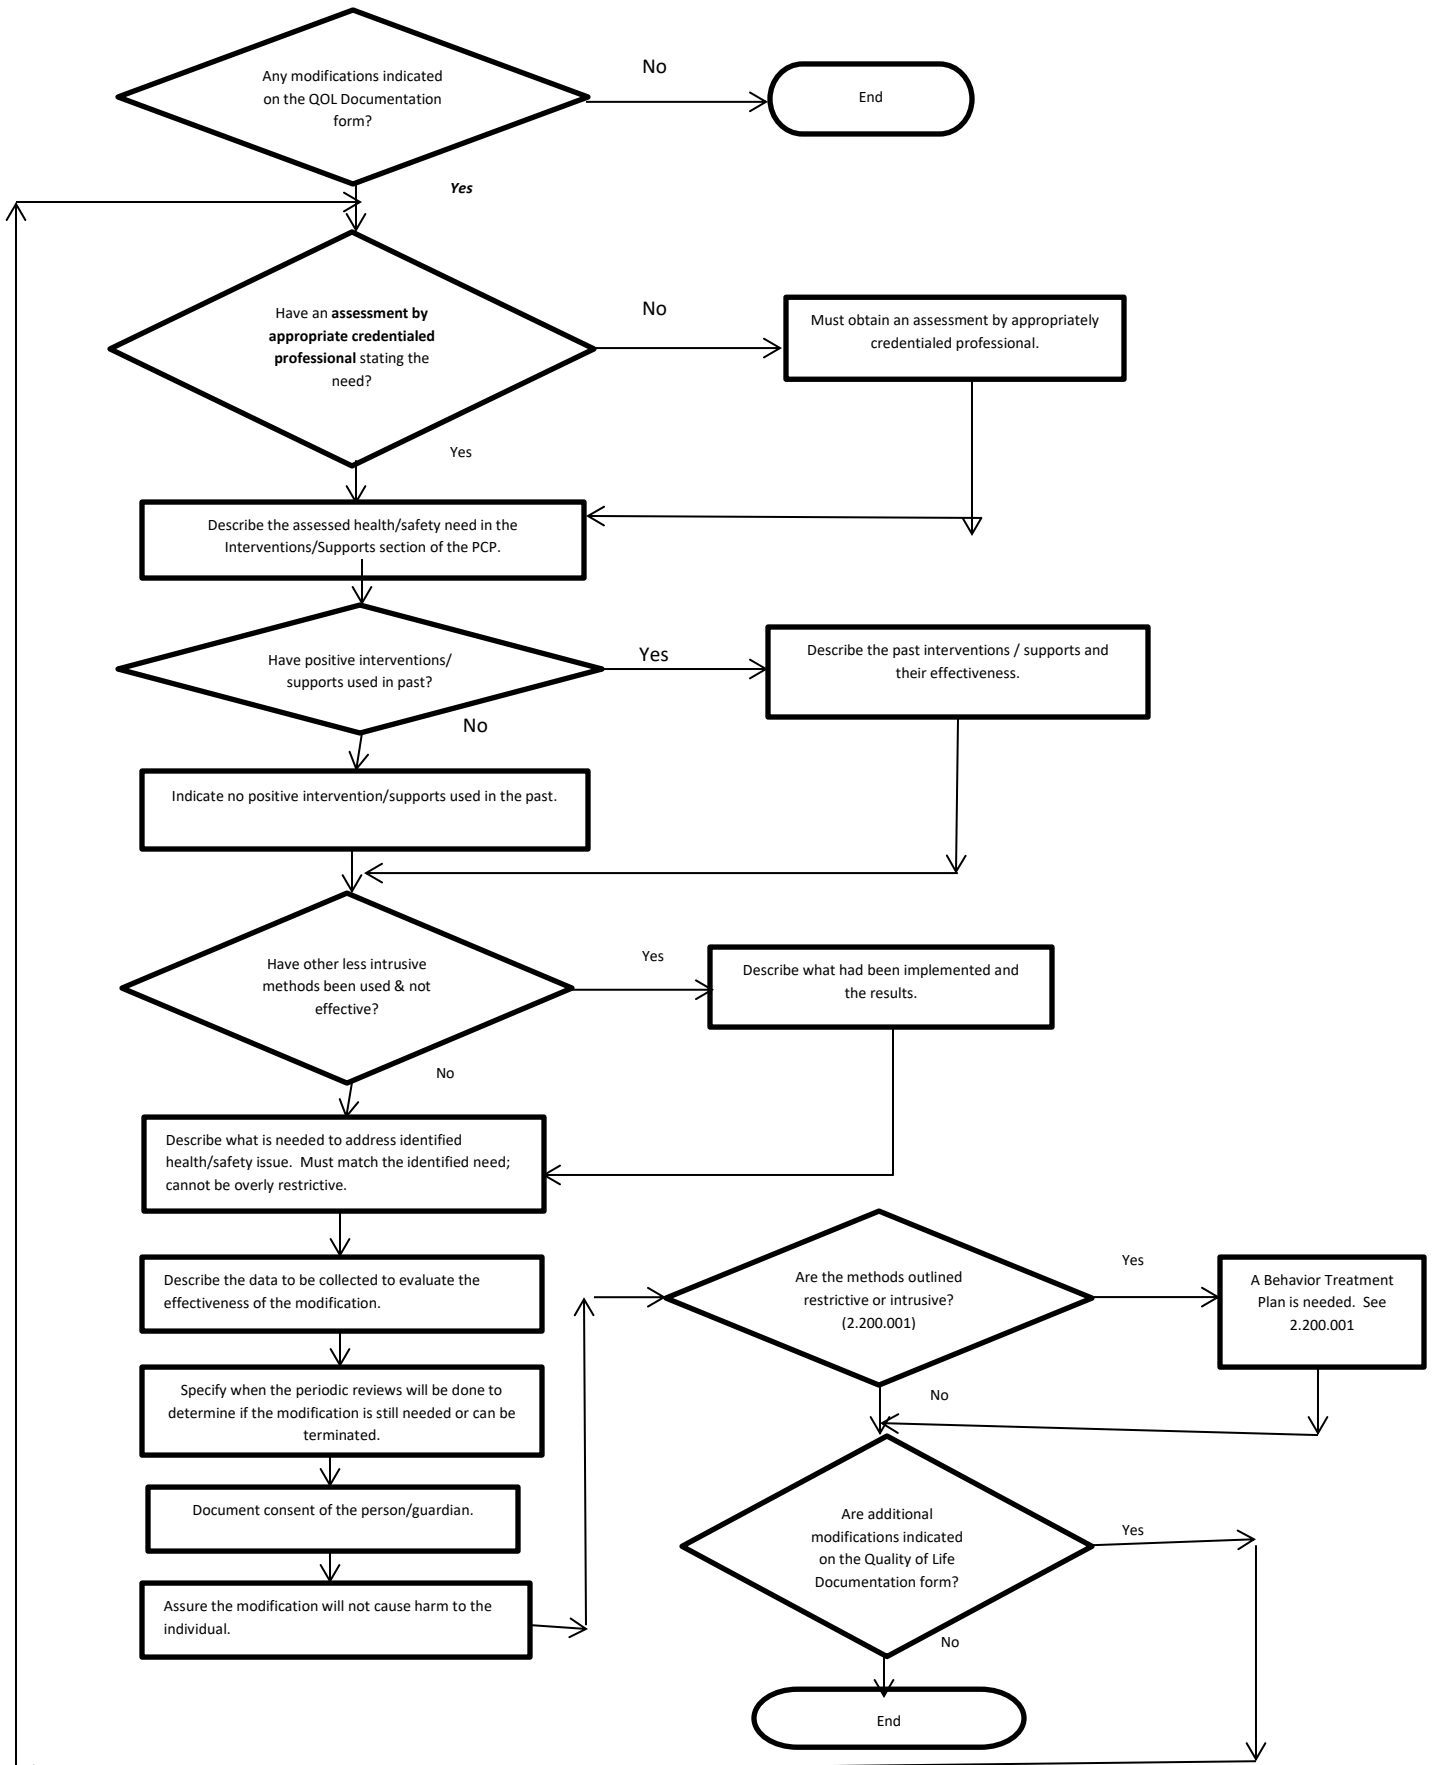 Any modifications indicated
on the QOL Documentation
form?
No
End
Yes
Have an assessment by
appropriate credentialed
professional stating the
need?
No
Must obtain an assessment by appropriately
credentialed professional.
Yes
Describe the assessed health/safety need in the
Interventions/Supports section of the PCP.
Have positive interventions/
supports used in past?
Yes
Describe the past interventions / supports and
their effectiveness.
No
Indicate no positive intervention/supports used in the past.
Have other less intrusive
methods been used & not
effective?
Yes
Describe what had been implemented and
the results.
No
Describe what is needed to address identified
health/safety issue.  Must match the identified need;
cannot be overly restrictive.
Describe the data to be collected to evaluate the
effectiveness of the modification.
Specify when the periodic reviews will be done to
determine if the modification is still needed or can be
terminated.
Document consent of the person/guardian.
Assure the modification will not cause harm to the
individual.
Are the methods outlined
restrictive or intrusive?
(2.200.001)
Yes
A Behavior Treatment
Plan is needed.  See
2.200.001
No
Are additional
modifications indicated
on the Quality of Life
Documentation form?
Yes
No
End